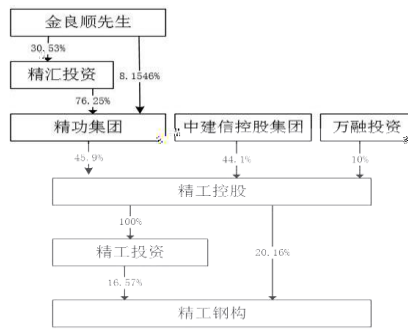 金良顺先生
30.53%
精汇投资
8.1546%
76.25%
精功集团
中建信控股集团
万融投资
45.9%
44.1%
10%
精工控股
100%
精工投资
20.16%
16.57%
精工钢构